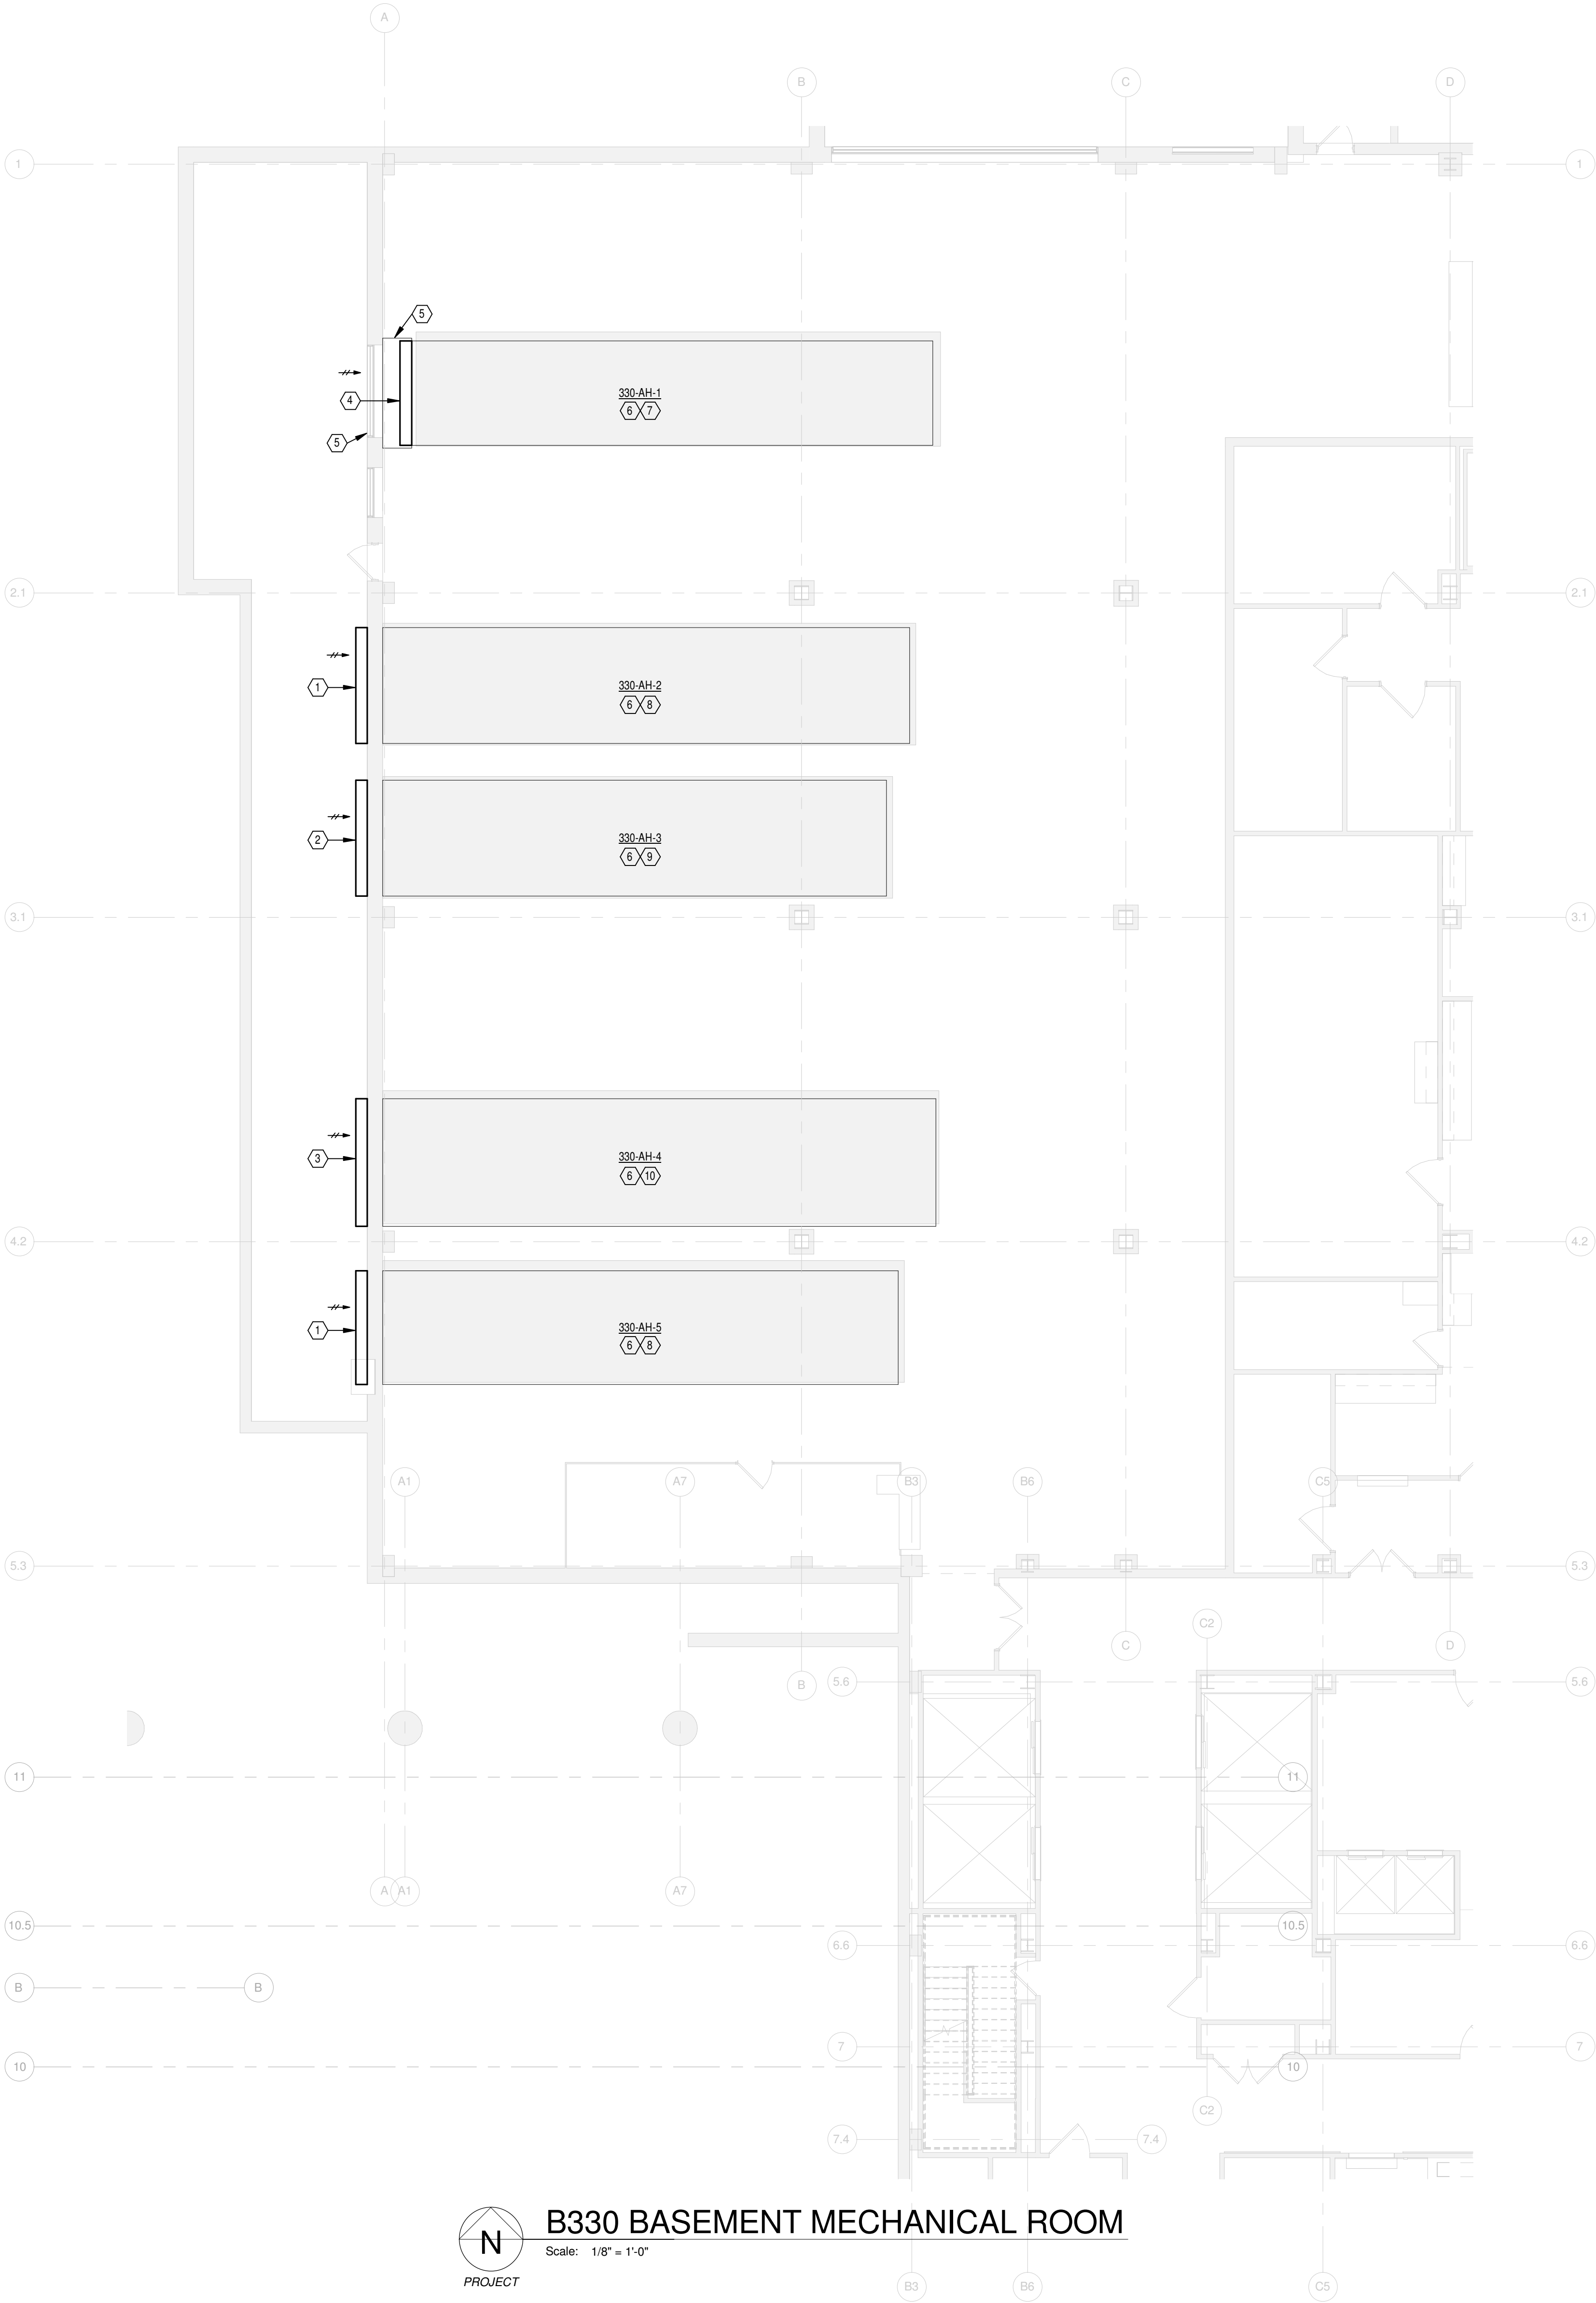 A
B
C
D
1
1
5
4
330-AH-1
6 7
5
2.1
2.1
1
330-AH-2
6 8
2
330-AH-3
6 9
3.1
3.1
3
330-AH-4
6 10
4.2
4.2
1
330-AH-5
6 8
A1
A7
B3
B6
C5
5.3
5.3
C2
C
D
5.6
B
5.6
11
11
A
A1
A7
10.5
10.5
6.6
6.6
B
B
7
7
10
10
C2
7.4
7.4
N
B330 BASEMENT MECHANICAL ROOM
Scale: 1/8" = 1'-0"
PROJECT
B3
B6
C5